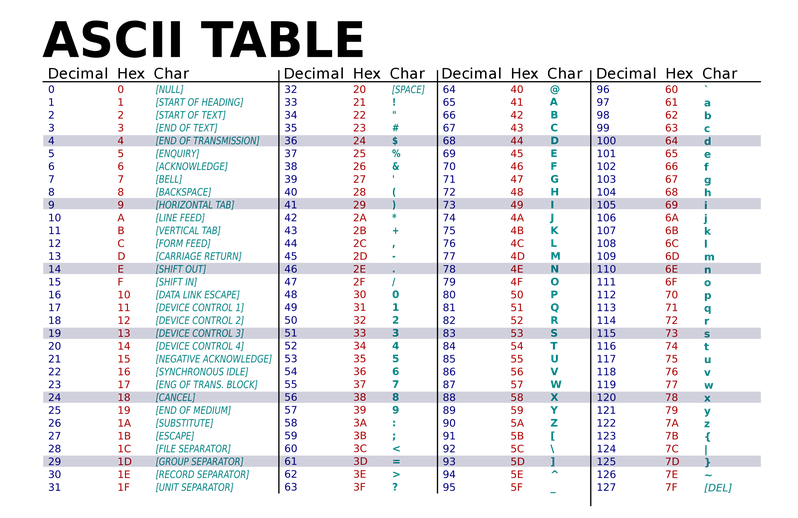 ASCII TABLE
Decimal Hex Char Decimal Hex Char Decimal Hex Char Decimal Hex Char
0 0 [NULL] 32 20 [SPACE] 64 40 @ 96 60 `
1 1 [START OF HEADING] 33 21 ! 65 41 A 97 61 a
2 2 [START OF TEXT] 34 22 " 66 42 B 98 62 b
3 3 [END OF TEXT] 35 23 # 67 43 C 99 63 c
4 4 [END OF TRANSMISSION] 36 24 $ 68 44 D 100 64 d
5 5 [ENQUIRY] 37 25 % 69 45 E 101 65 e
6 6 [ACKNOWLEDGE] 38 26 & 70 46 F 102 66 f
7 7 [BELL] 39 27 ' 71 47 G 103 67 g
8 8 [BACKSPACE] 40 28 ( 72 48 H 104 68 h
9 9 [HORIZONTAL TAB] 41 29 ) 73 49 I 105 69 i
10 A [LINE FEED] 42 2A * 74 4A J 106 6A j
11 B [VERTICAL TAB] 43 2B + 75 4B K 107 6B k
12 C [FORM FEED] 44 2C , 76 4C L 108 6C l
13 D [CARRIAGE RETURN] 45 2D - 77 4D M 109 6D m
14 E [SHIFT OUT] 46 2E . 78 4E N 110 6E n
15 F [SHIFT IN] 47 2F / 79 4F O 111 6F o
16 10 [DATA LINK ESCAPE] 48 30 0 80 50 P 112 70 p
17 11 [DEVICE CONTROL 1] 49 31 1 81 51 Q 113 71 q
18 12 [DEVICE CONTROL 2] 50 32 2 82 52 R 114 72 r
19 13 [DEVICE CONTROL 3] 51 33 3 83 53 S 115 73 s
20 14 [DEVICE CONTROL 4] 52 34 4 84 54 T 116 74 t
21 15 [NEGATIVE ACKNOWLEDGE] 53 35 5 85 55 U 117 75 u
22 16 [SYNCHRONOUS IDLE] 54 36 6 86 56 V 118 76 v
23 17 [ENG OF TRANS. BLOCK] 55 37 7 87 57 W 119 77 w
24 18 [CANCEL] 56 38 8 88 58 X 120 78 x
25 19 [END OF MEDIUM] 57 39 9 89 59 Y 121 79 y
26 1A [SUBSTITUTE] 58 3A : 90 5A Z 122 7A z
27 1B [ESCAPE] 59 3B ; 91 5B [ 123 7B {
28 1C [FILE SEPARATOR] 60 3C < 92 5C \ 124 7C |
29 1D [GROUP SEPARATOR] 61 3D = 93 5D ] 125 7D }
30 1E [RECORD SEPARATOR] 62 3E > 94 5E ^ 126 7E ~
31 1F [UNIT SEPARATOR] 63 3F ? 95 5F _ 127 7F [DEL]